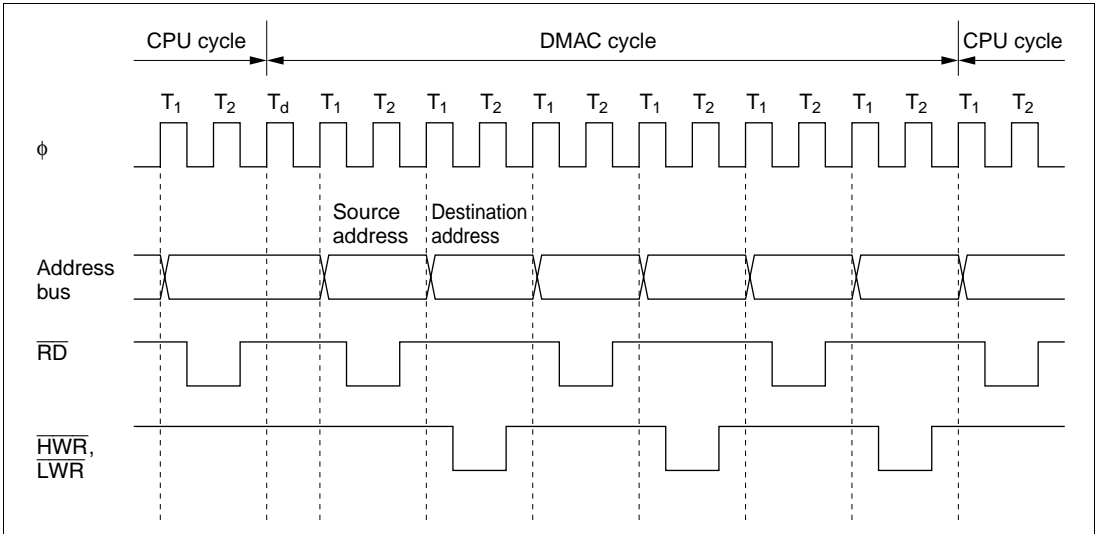 CPU cycle DMAC cycle CPU cycle
T1 T2 Td T1 T2 T1 T2 T1 T2 T1 T2 T1 T2 T1 T2 T1 T2
ϕ
Source address
Destination address
Address bus
RD
HWR,
LWR